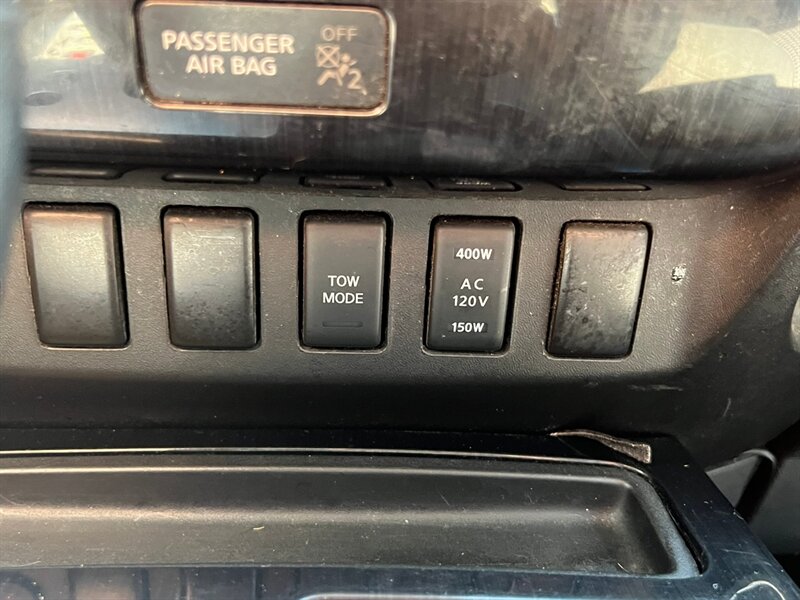 PASSENGER
AIR BAG
OFF
2
TOW
MODE
400W
AC
120V
150W